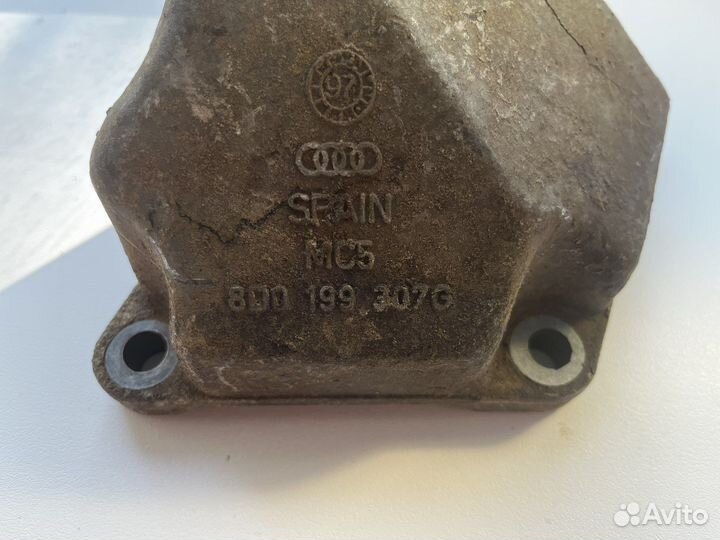 97
SPAIN
MC5
8D0 199 307G
Avito